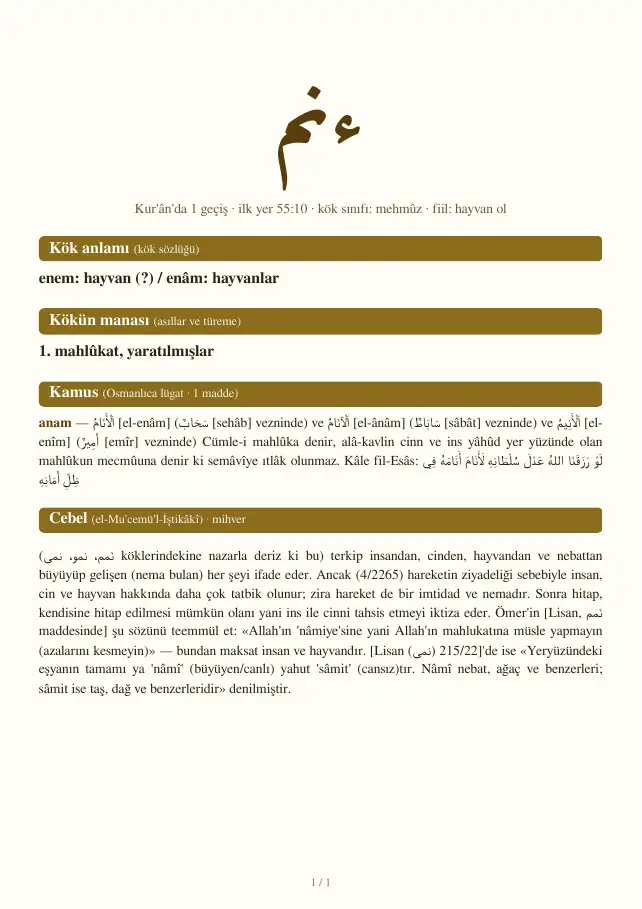 ءنم
Kur'ân'da 1 geçiş · ilk yer 55:10 · kök sınıfı: mehmûz · fiil: hayvan ol
Kök anlamı (kök sözlüğü)
enem: hayvan (?) / enâm: hayvanlar
Kökün manası (asıllar ve türeme)
1. mahlûkat, yaratılmışlar
Kamus (Osmanlıca lügat · 1 madde)
anam — اَلْأَنَامُ [el-enâm] (سَحَابٌ [sehâb] vezninde) ve اَلْآنَامُ [el-ânâm] (سَابَاطٌ [sâbât] vezninde) ve اَلْأَنِيمُ [el-
enîm] (أَمِيرٌ [emîr] vezninde) Cümle-i mahlûka denir, alâ-kavlin cinn ve ins yâhûd yer yüzünde olan
mahlûkun mecmûuna denir ki semâvîye ıtlâk olunmaz. Kâle fil-Esâs: لَوْ رَزَقَنَا اللهُ عَدْلَ سُلْطَانِهِ لَأَنَامَ أَنَامَهُ فِي
ظِلِّ أَمَانِهِ
Cebel (el-Mu'cemü'l-İştikâkî) · mihver
(نمم، نمو، نمى köklerindekine nazarla deriz ki bu) terkip insandan, cinden, hayvandan ve nebattan
büyüyüp gelişen (nema bulan) her şeyi ifade eder. Ancak (4/2265) hareketin ziyadeliği sebebiyle insan,
cin ve hayvan hakkında daha çok tatbik olunur; zira hareket de bir imtidad ve nemadır. Sonra hitap,
kendisine hitap edilmesi mümkün olanı yani ins ile cinni tahsis etmeyi iktiza eder. Ömer'in [Lisan, نمم
maddesinde] şu sözünü teemmül et: «Allah'ın 'nâmiye'sine yani Allah'ın mahlukatına müsle yapmayın
(azalarını kesmeyin)» — bundan maksat insan ve hayvandır. [Lisan (نمى) 215/22]'de ise «Yeryüzündeki
eşyanın tamamı ya 'nâmî' (büyüyen/canlı) yahut 'sâmit' (cansız)tır. Nâmî nebat, ağaç ve benzerleri;
sâmit ise taş, dağ ve benzerleridir» denilmiştir.
1 / 1